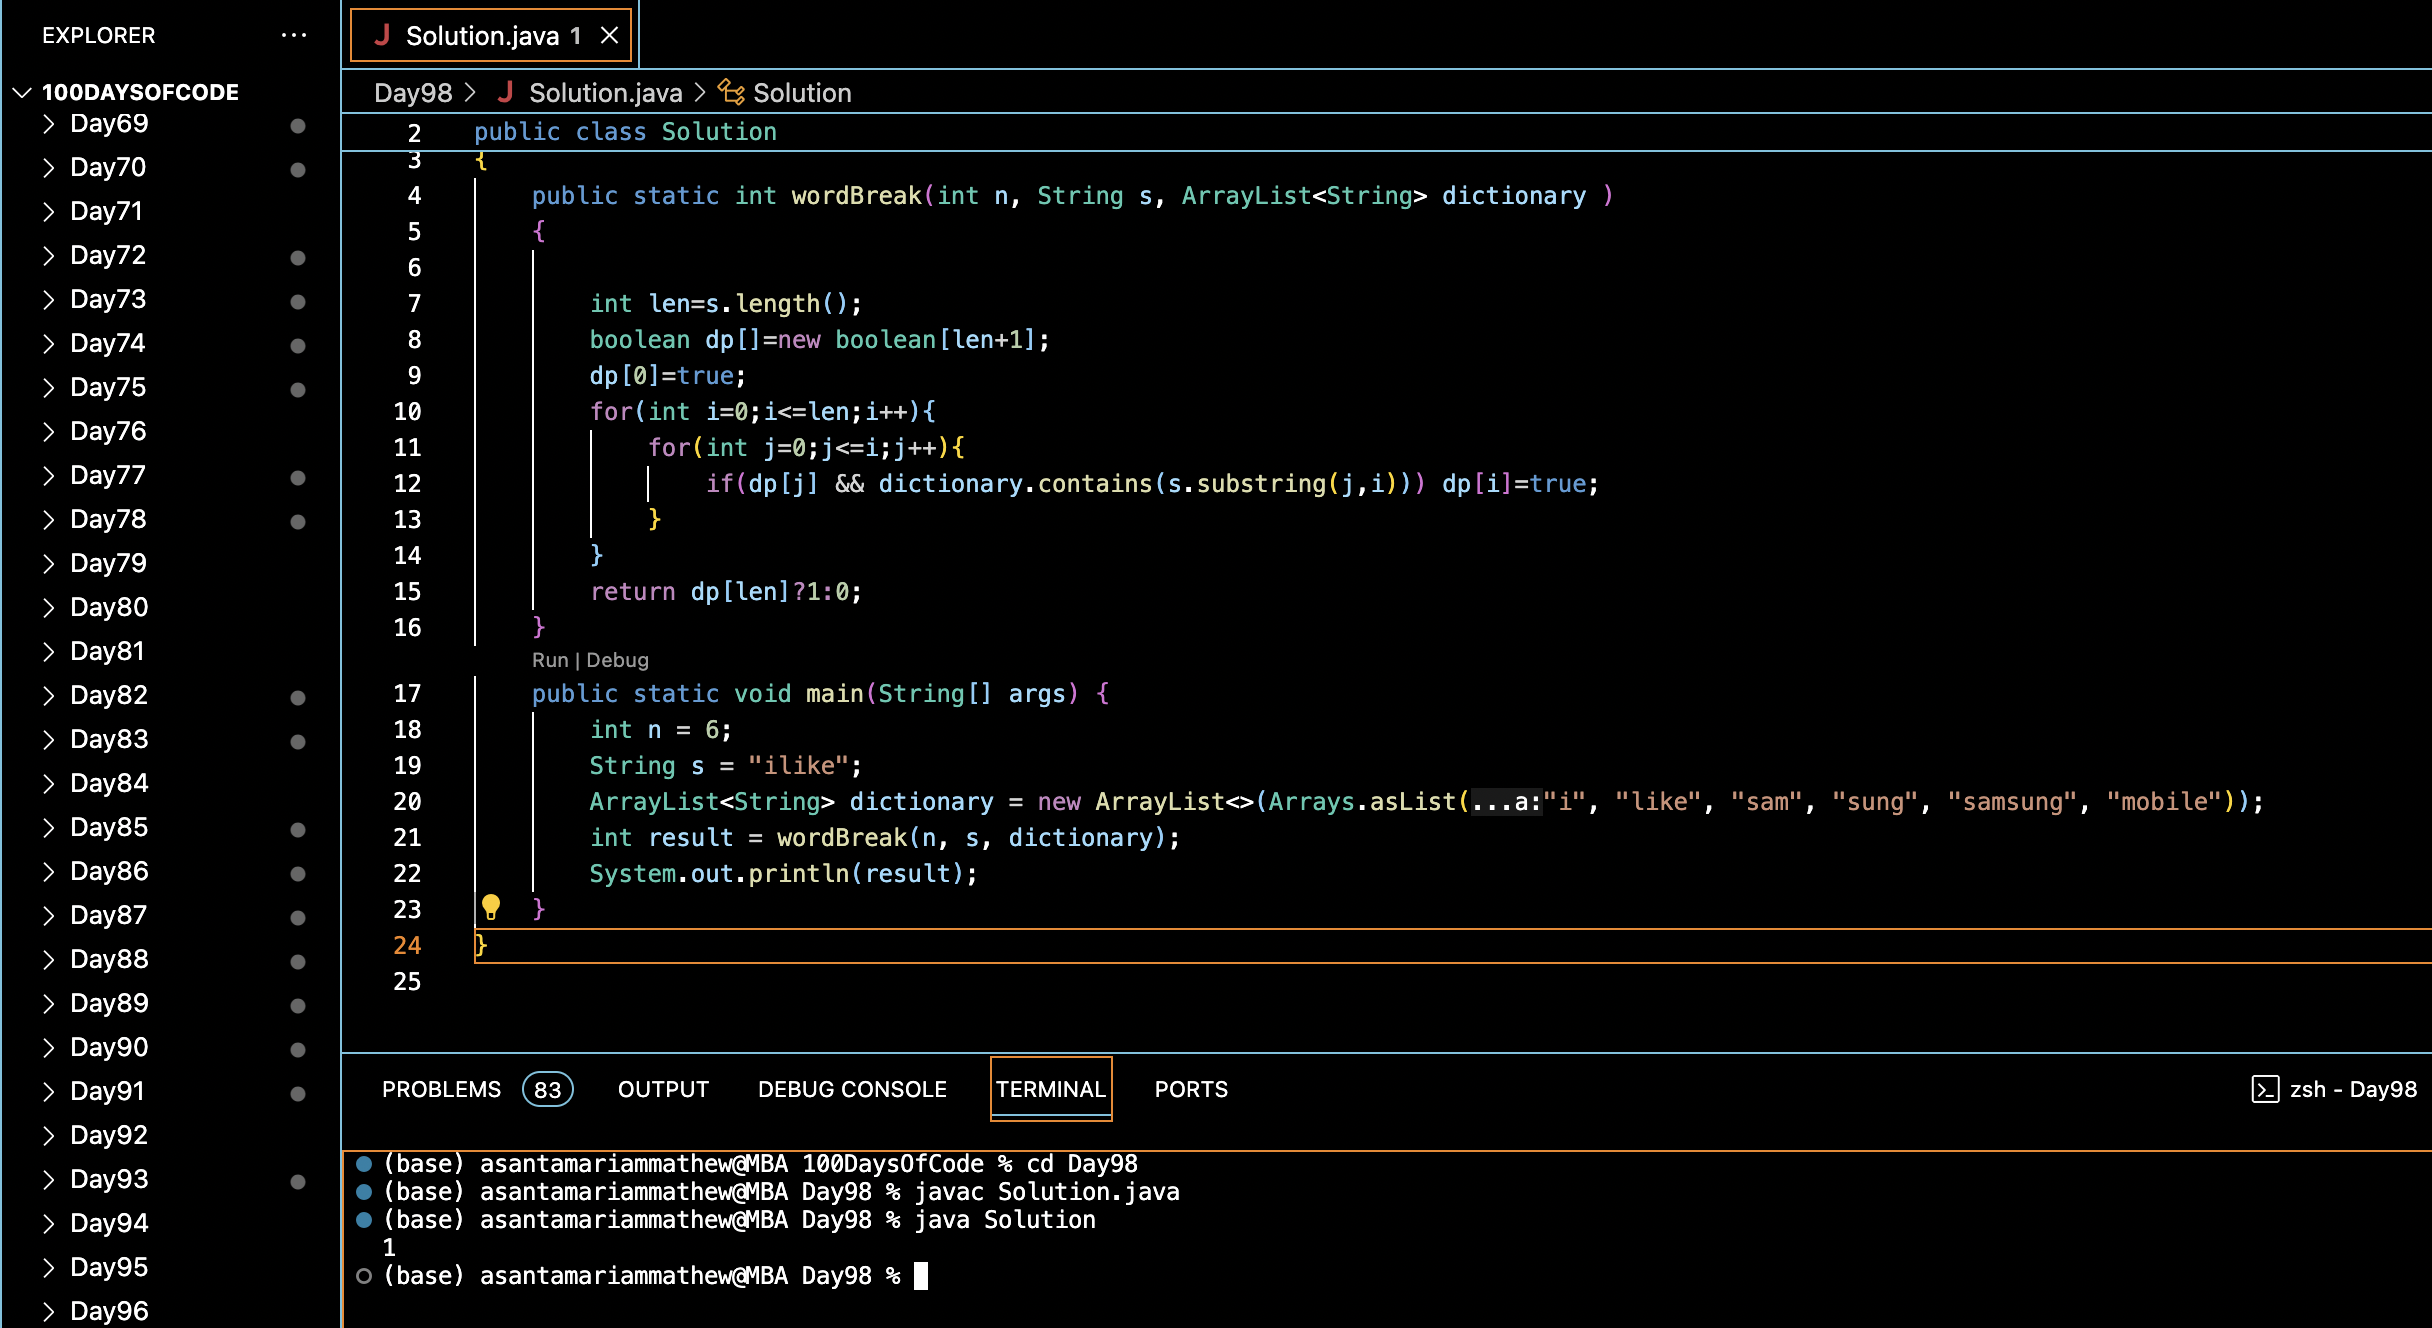 EXPLORER ...
100DAYSOFCODE
Day69
Day70
Day71
Day72
Day73
Day74
Day75
Day76
Day77
Day78
Day79
Day80
Day81
Day82
Day83
Day84
Day85
Day86
Day87
Day88
Day89
Day90
Day91
Day92
Day93
Day94
Day95
Day96
J Solution.java 1 ×
Day98 > J Solution.java > Solution
2 public class Solution
3 {
4 public static int wordBreak(int n, String s, ArrayList<String> dictionary )
5 {
6
7 int len=s.length();
8 boolean dp[]=new boolean[len+1];
9 dp[0]=true;
10 for(int i=0;i<=len;i++){
11 for(int j=0;j<=i;j++){
12 if(dp[j] && dictionary.contains(s.substring(j,i))) dp[i]=true;
13 }
14 }
15 return dp[len]?1:0;
16 }
Run | Debug
17 public static void main(String[] args) {
18 int n = 6;
19 String s = "ilike";
20 ArrayList<String> dictionary = new ArrayList<>(Arrays.asList(...a:"i", "like", "sam", "sung", "samsung", "mobile"));
21 int result = wordBreak(n, s, dictionary);
22 System.out.println(result);
23 }
24 }
25
PROBLEMS 83 OUTPUT DEBUG CONSOLE TERMINAL PORTS zsh - Day98
(base) asantamariammathew@MBA 100DaysOfCode % cd Day98
(base) asantamariammathew@MBA Day98 % javac Solution.java
(base) asantamariammathew@MBA Day98 % java Solution
1
(base) asantamariammathew@MBA Day98 %